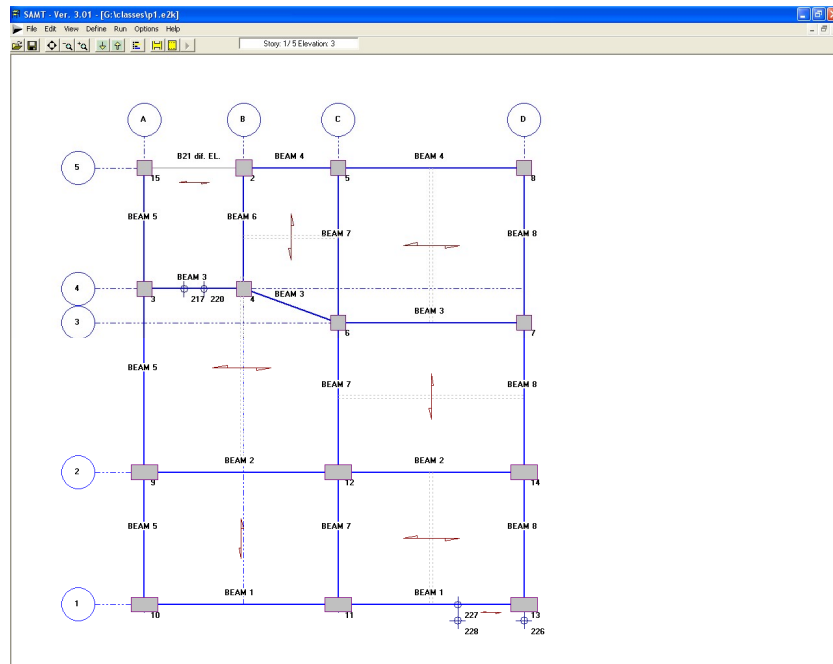 SAMT - Ver. 3.01 - [G:\classes\p1.e2k]
File Edit View Define Run Options Help
Story: 1/ 5 Elevation: 3
A B C D
B21 dif. EL. BEAM 4 BEAM 4
5
15 2 5 8
BEAM 5 BEAM 6
BEAM 7 BEAM 8
BEAM 3
4
BEAM 3
3 217 220 4
BEAM 3
3
6 7
BEAM 5
BEAM 7 BEAM 8
BEAM 2 BEAM 2
2
9 12 14
BEAM 5 BEAM 7 BEAM 8
BEAM 1 BEAM 1
1
10 11 227 13
228 226